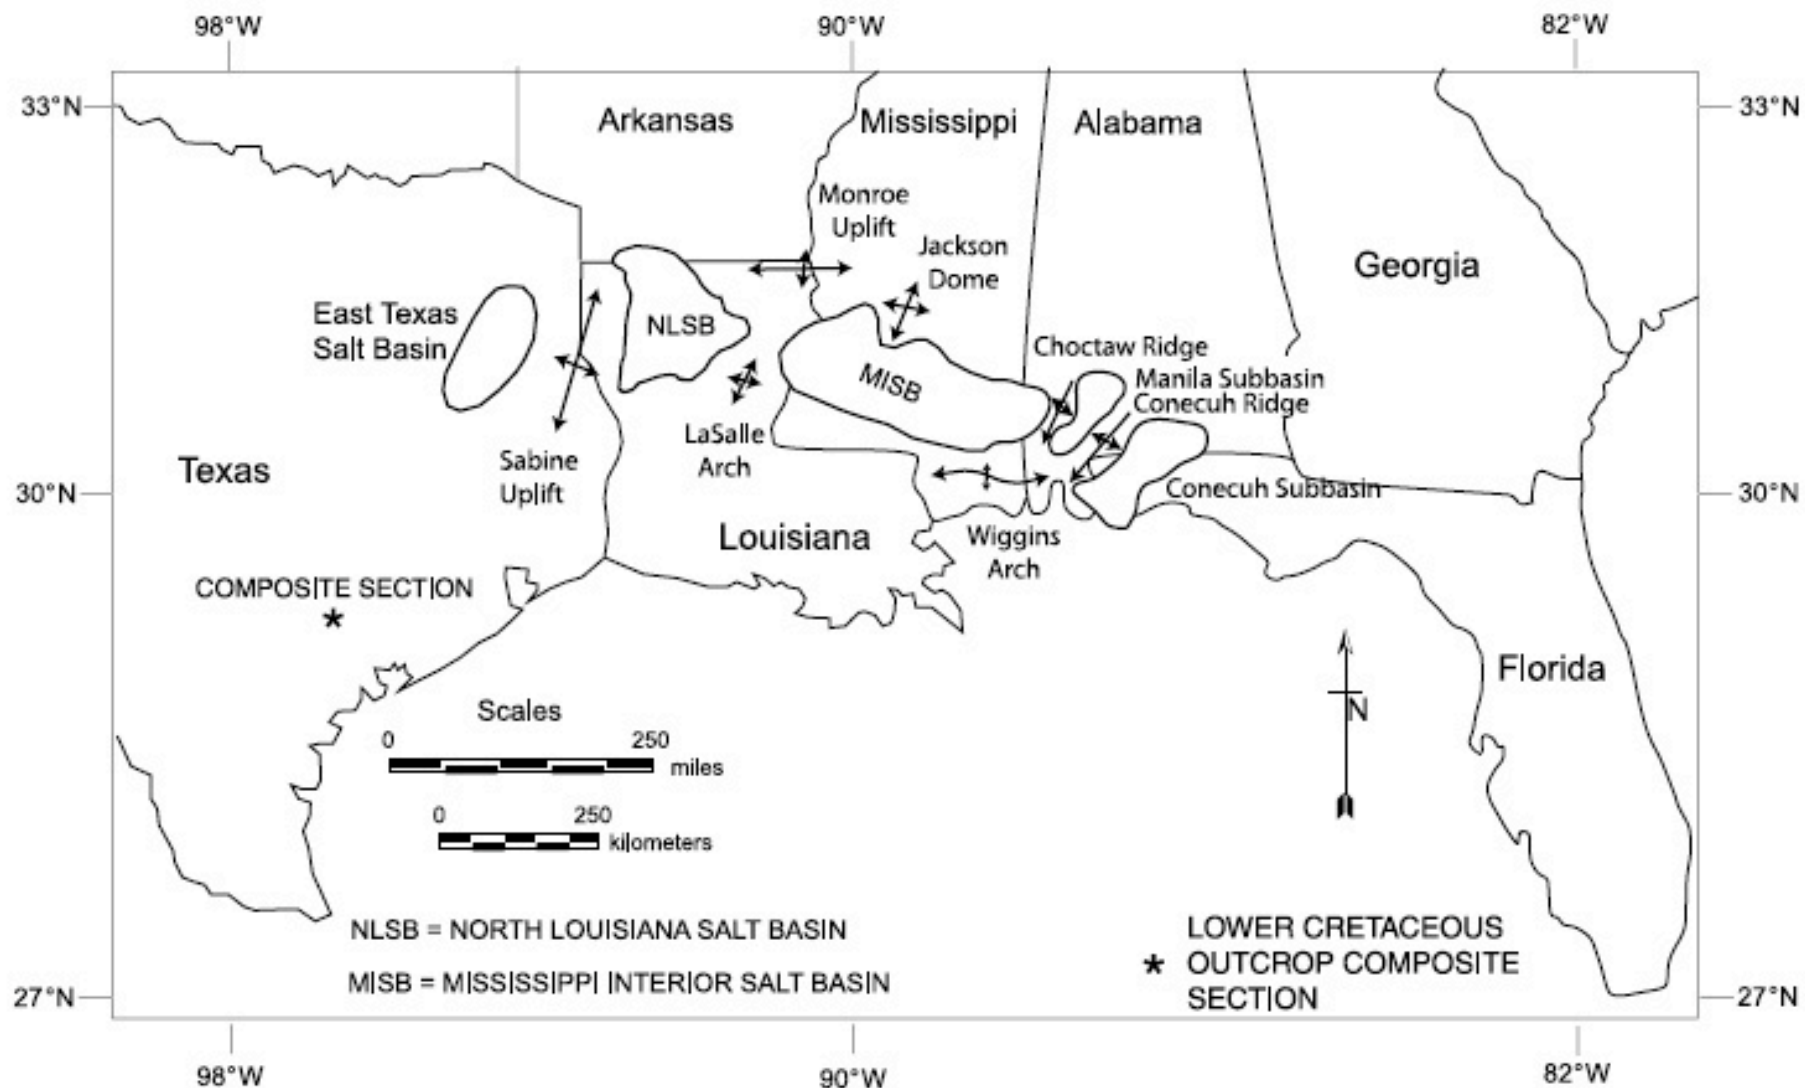 98°W 90°W 82°W
33°N 33°N
Arkansas Mississippi Alabama
Monroe
Uplift
Jackson
Dome
Georgia
East Texas
Salt Basin
NLSB
Choctaw Ridge
MISB
Manila Subbasin
Conecuh Ridge
LaSalle
Arch
Sabine
Uplift
Texas
30°N 30°N
Conecuh Subbasin
Louisiana
Wiggins
Arch
COMPOSITE SECTION
*
Florida
N
Scales
0 250
miles
0 250
kilometers
NLSB = NORTH LOUISIANA SALT BASIN
MISB = MISSISSIPPI INTERIOR SALT BASIN
LOWER CRETACEOUS
* OUTCROP COMPOSITE
SECTION
27°N 27°N
98°W 90°W 82°W